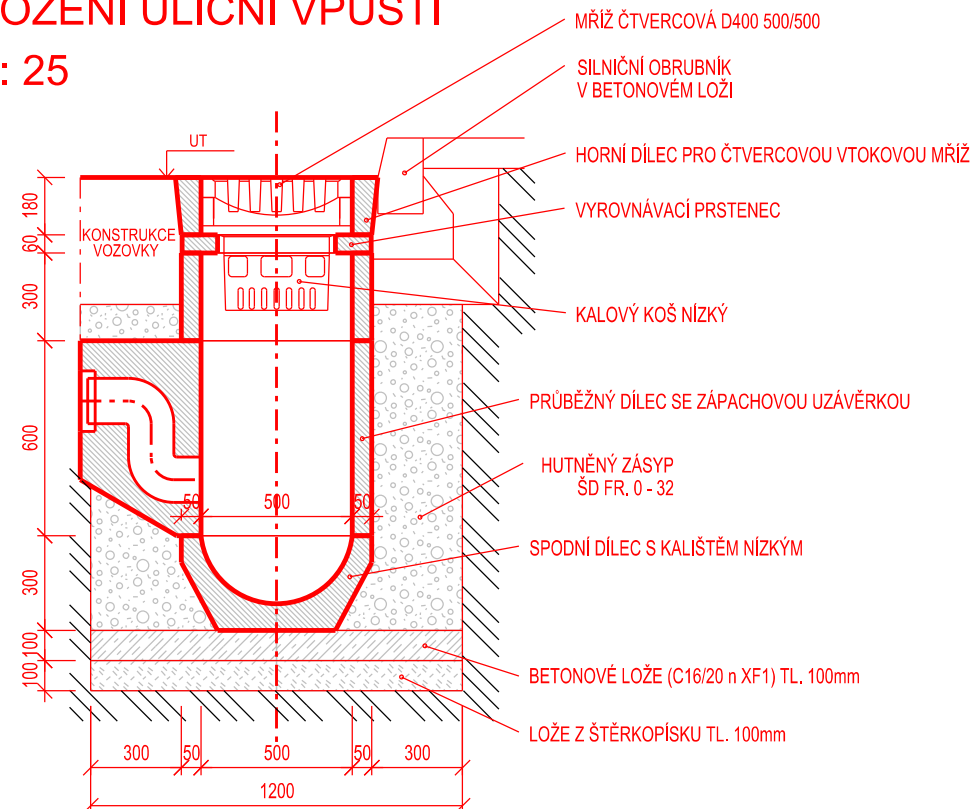 OŽENÍ ULIČNÍ VPUSTI
: 25
MŘÍŽ ČTVERCOVÁ D400 500/500
SILNIČNÍ OBRUBNÍK
V BETONOVÉM LOŽI
UT
HORNÍ DÍLEC PRO ČTVERCOVOU VTOKOVOU MŘÍŽ
180
VYROVNÁVACÍ PRSTENEC
KONSTRUKCE
VOZOVKY
60
300
KALOVÝ KOŠ NÍZKÝ
PRŮBĚŽNÝ DÍLEC SE ZÁPACHOVOU UZÁVĚRKOU
600
HUTNĚNÝ ZÁSYP
ŠD FR. 0 - 32
50 500 50
SPODNÍ DÍLEC S KALIŠTĚM NÍZKÝM
300
100
BETONOVÉ LOŽE (C16/20 n XF1) TL. 100mm
100
LOŽE Z ŠTĚRKOPÍSKU TL. 100mm
300 50 500 50 300
1200